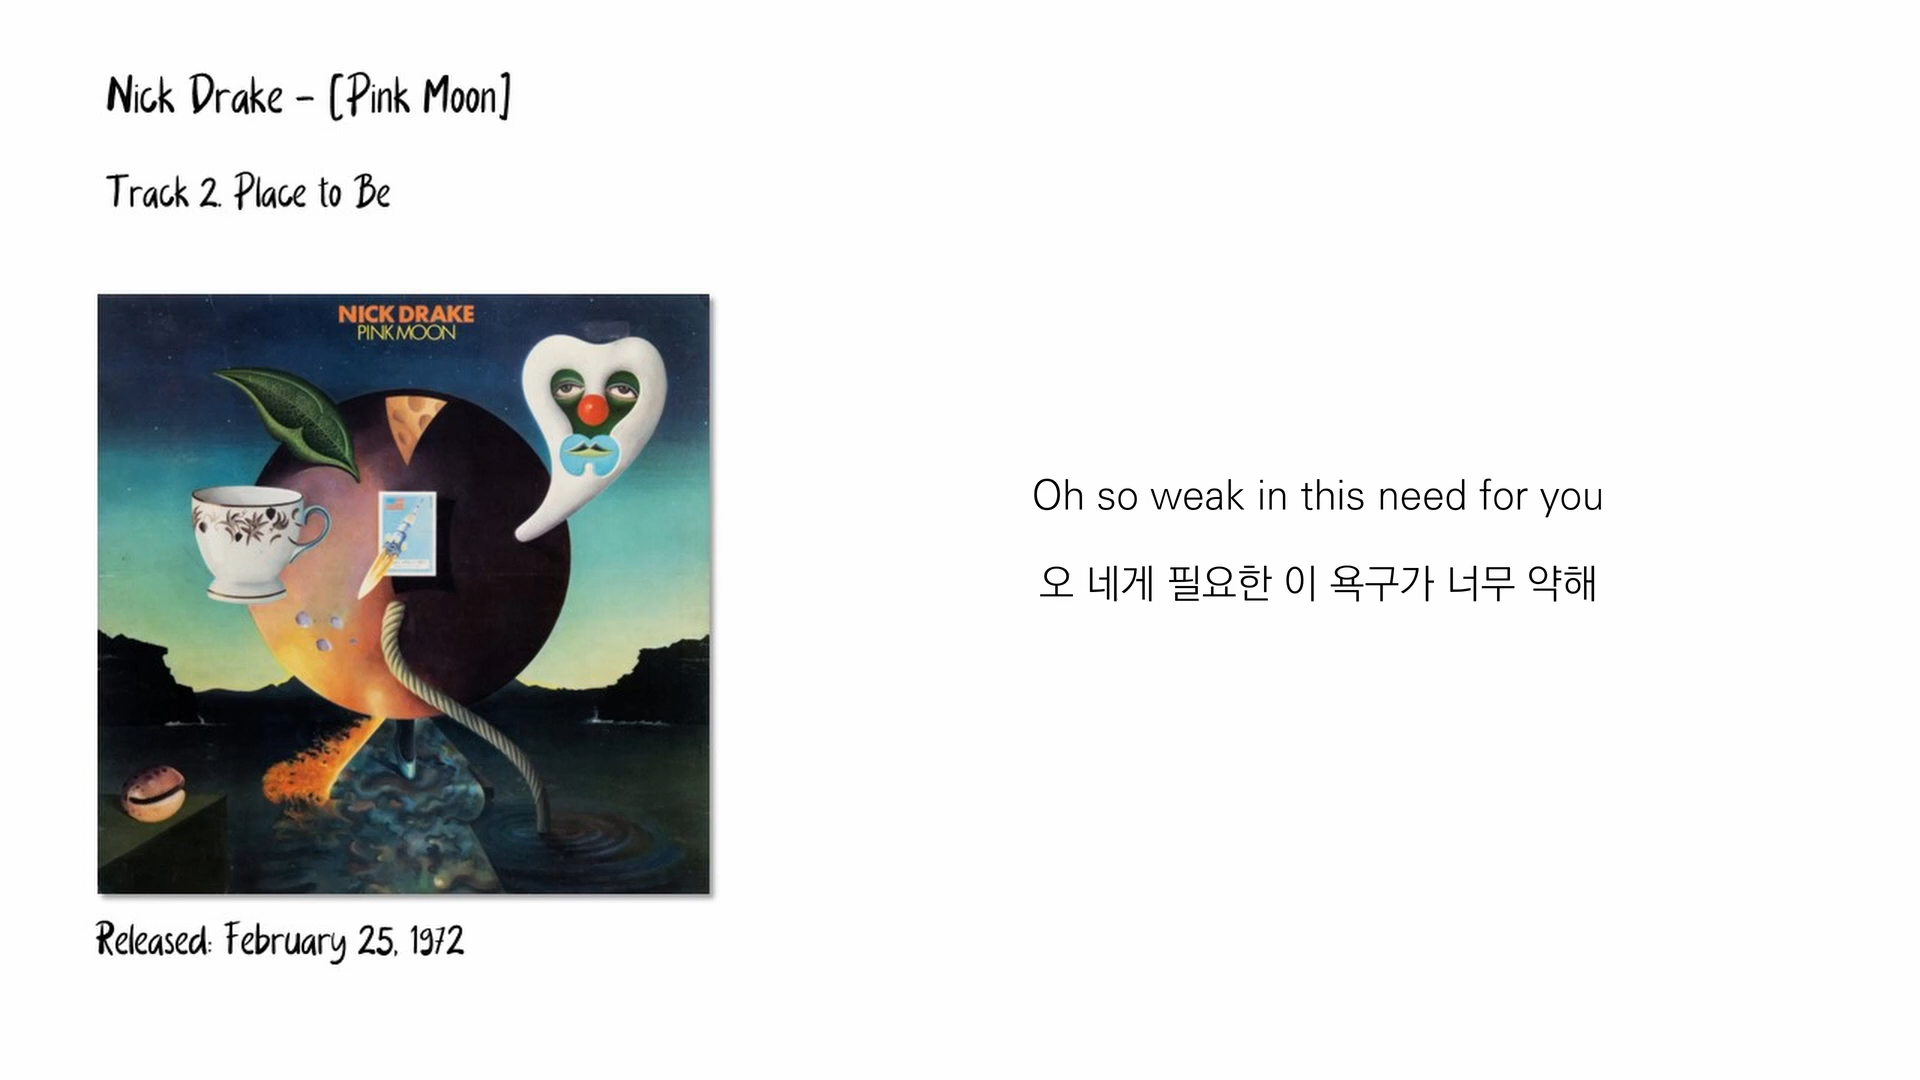 Nick Drake - [Pink Moon]
Track 2. Place to Be
NICK DRAKE
PINK MOON
Oh so weak in this need for you
오 네게 필요한 이 욕구가 너무 약해
Released: February 25, 1972